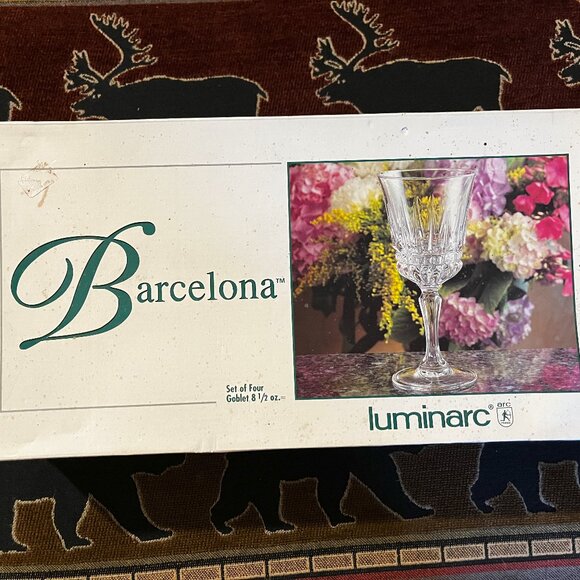 Barcelona™
Set of Four
Goblet 8 1/2 oz.
luminarc®
arc